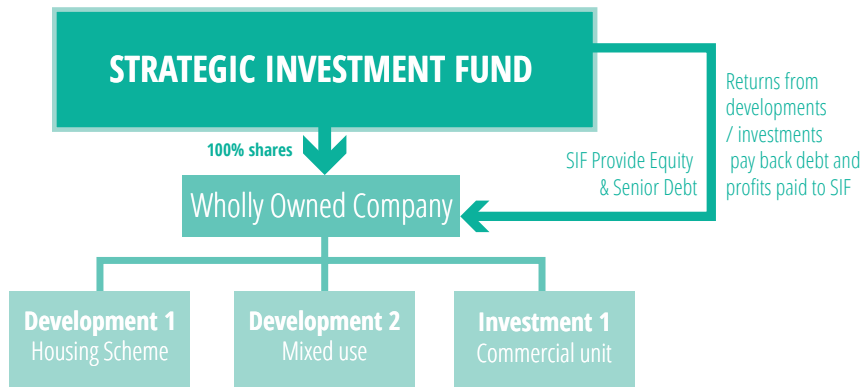 STRATEGIC INVESTMENT FUND
100% shares
SIF Provide Equity
& Senior Debt
Returns from
developments
/ investments
pay back debt and
profits paid to SIF
Wholly Owned Company
Development 1
Housing Scheme
Development 2
Mixed use
Investment 1
Commercial unit